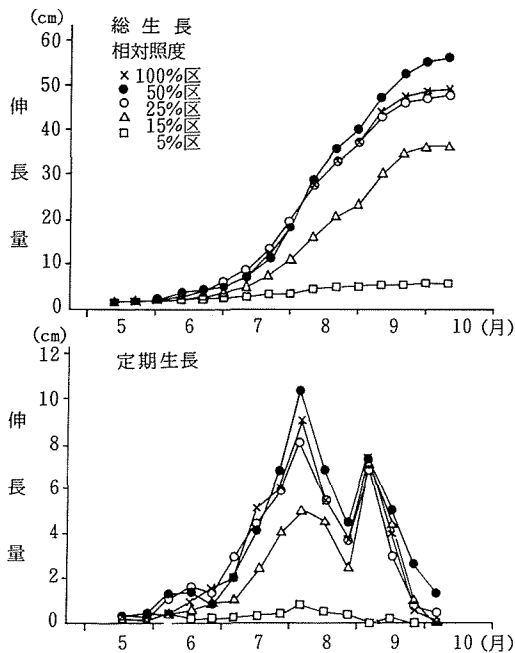 (cm)
総生長
相対照度
× 100%区
● 50%区
○ 25%区
△ 15%区
□ 5%区
60
50
40
30
20
10
0
伸長量
5 6 7 8 9 10 (月)
(cm)
定期生長
12
10
8
6
4
2
0
伸長量
5 6 7 8 9 10 (月)